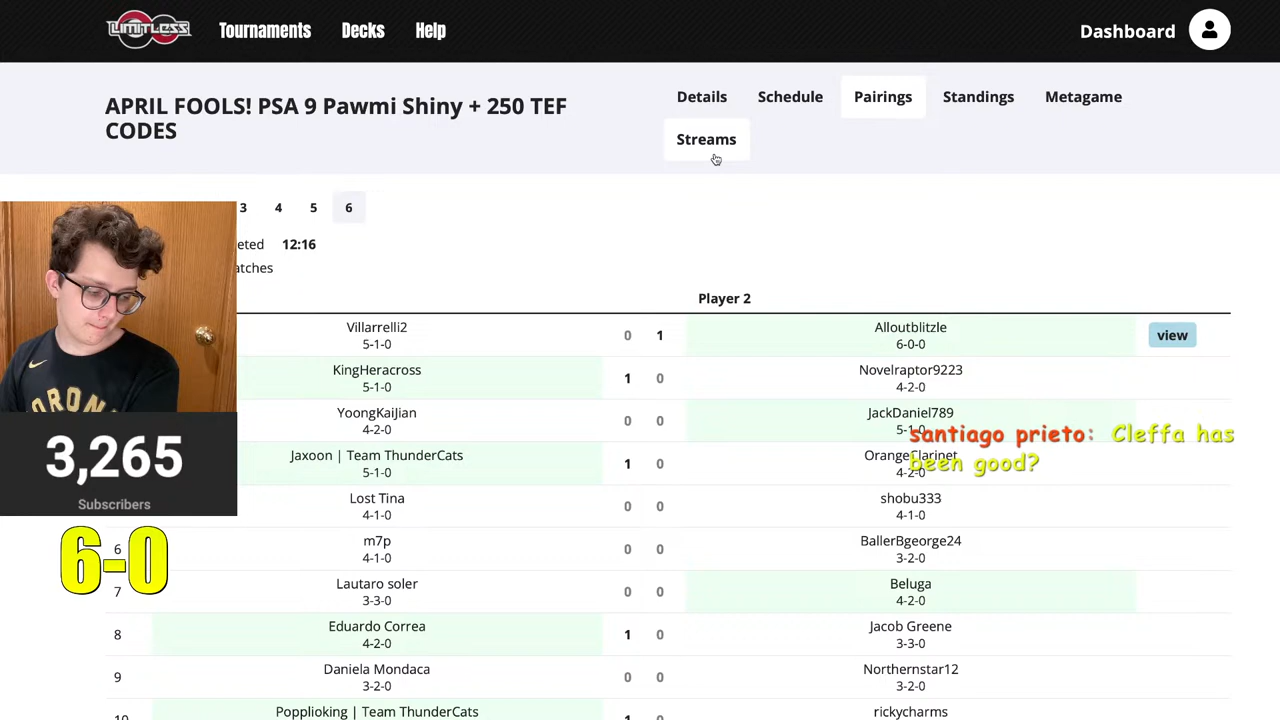 LIMITLESS
Tournaments
Decks
Help
Dashboard
APRIL FOOLS! PSA 9 Pawmi Shiny + 250 TEF
CODES
Details
Schedule
Pairings
Standings
Metagame
Streams
3
4
5
6
eted
12:16
atches
Player 2
Villarrelli2
5-1-0
0
1
Alloutblitzle
6-0-0
view
KingHeracross
5-1-0
1
0
Novelraptor9223
4-2-0
YoongKaiJian
4-2-0
0
0
JackDaniel789
5-1-0
santiago prieto: Cleffa has
been good?
Jaxoon | Team ThunderCats
5-1-0
1
0
OrangeClarinet
4-2-0
Lost Tina
4-1-0
0
0
shobu333
4-1-0
6
m7p
4-1-0
0
0
BallerBgeorge24
3-2-0
7
Lautaro soler
3-3-0
0
0
Beluga
4-2-0
8
Eduardo Correa
4-2-0
1
0
Jacob Greene
3-3-0
9
Daniela Mondaca
3-2-0
0
0
Northernstar12
3-2-0
10
Popplioking | Team ThunderCats
1
0
rickycharms
3,265
Subscribers
6-0